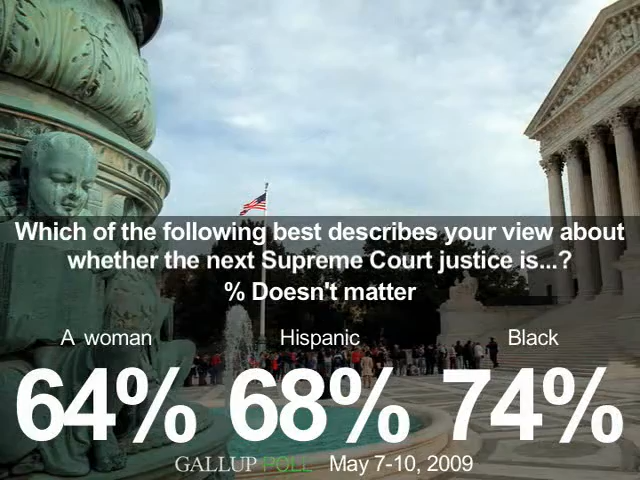 Which of the following best describes your view about
whether the next Supreme Court justice is...?
% Doesn't matter
A woman Hispanic Black
64% 68% 74%
GALLUP POLL May 7-10, 2009